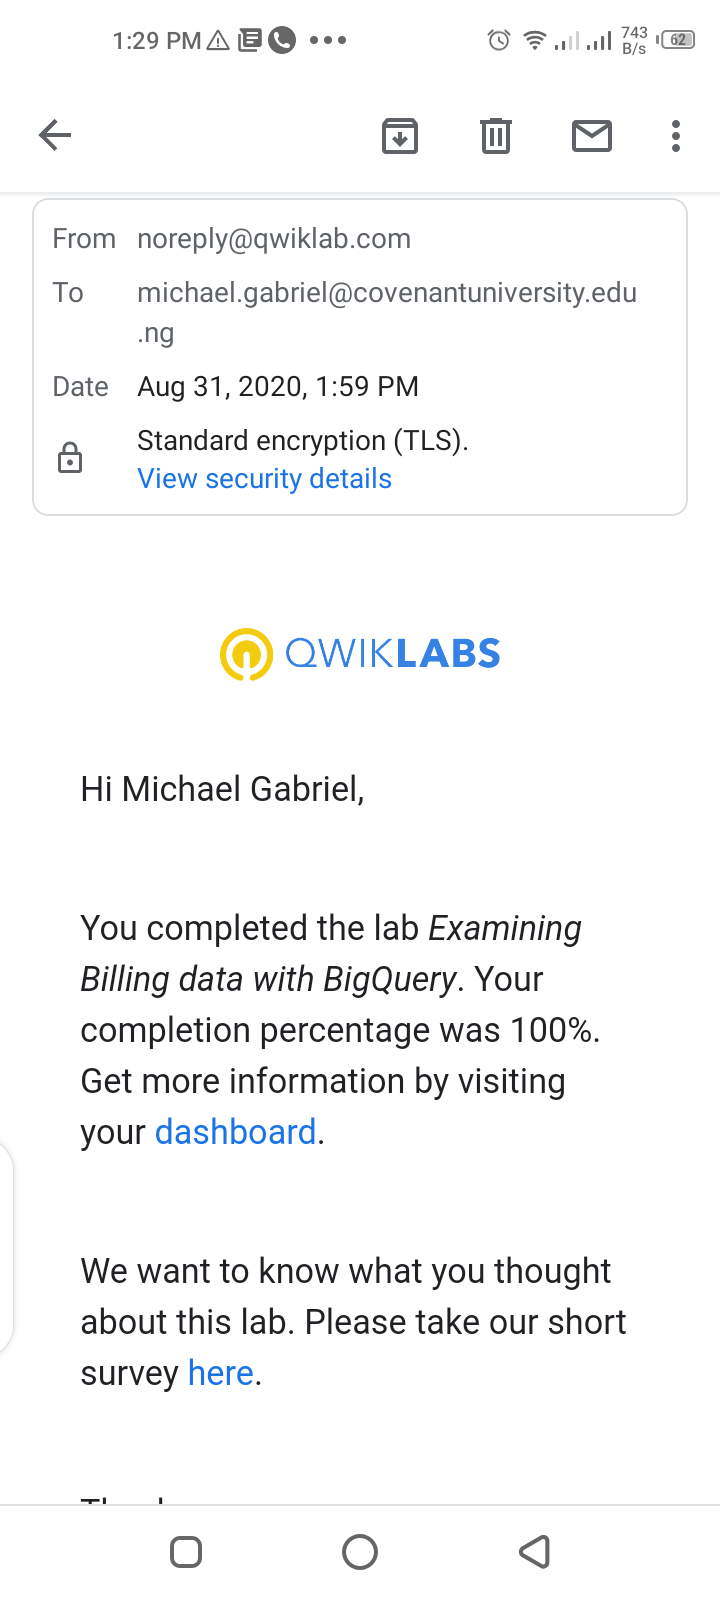 1:29 PM 743 B/s 62
From noreply@qwiklab.com
To michael.gabriel@covenantuniversity.edu
.ng
Date Aug 31, 2020, 1:59 PM
Standard encryption (TLS).
View security details
QWIKLABS
Hi Michael Gabriel,
You completed the lab Examining
Billing data with BigQuery. Your
completion percentage was 100%.
Get more information by visiting
your dashboard.
We want to know what you thought
about this lab. Please take our short
survey here.